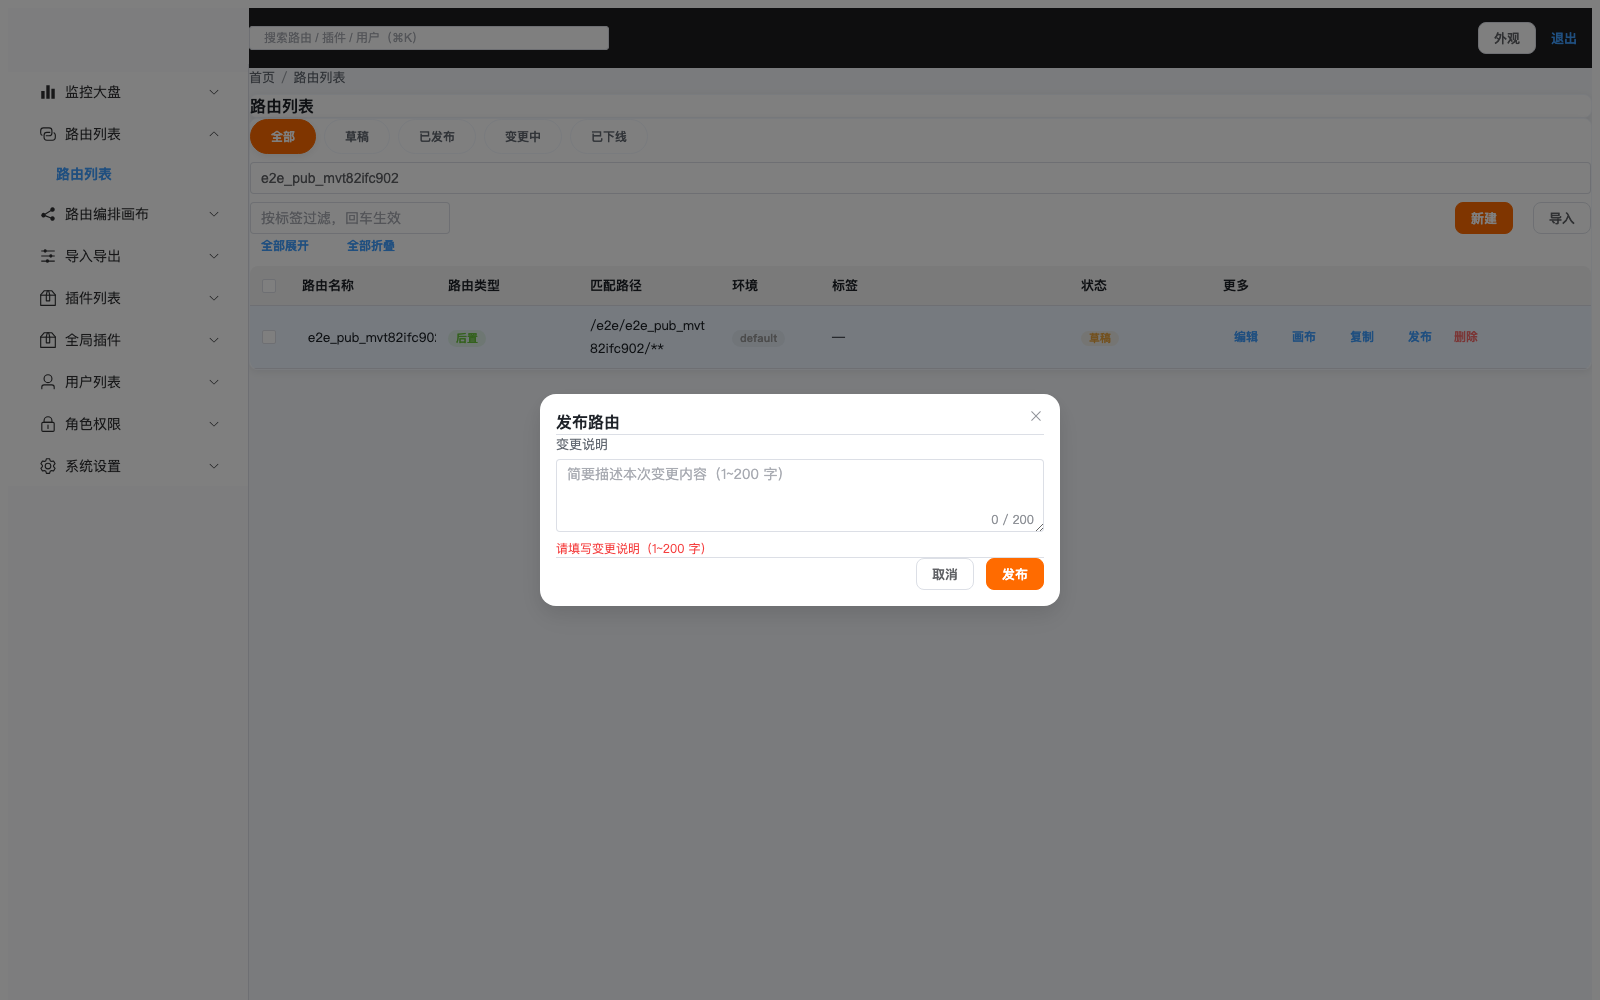 搜索路由 / 插件 / 用户（⌘K）
外观
退出
首页 / 路由列表
监控大盘
路由列表
路由列表
路由编排画布
导入导出
插件列表
全局插件
用户列表
角色权限
系统设置
路由列表
全部 草稿 已发布 变更中 已下线
e2e_pub_mvt82ifc902
按标签过滤，回车生效
新建 导入
全部展开 全部折叠
路由名称 路由类型 匹配路径 环境 标签 状态 更多
e2e_pub_mvt82ifc902 后置 /e2e/e2e_pub_mvt
82ifc902/** default — 草稿 编辑 画布 复制 发布 删除
发布路由
变更说明
简要描述本次变更内容（1~200 字）
0 / 200
请填写变更说明（1~200 字）
取消 发布